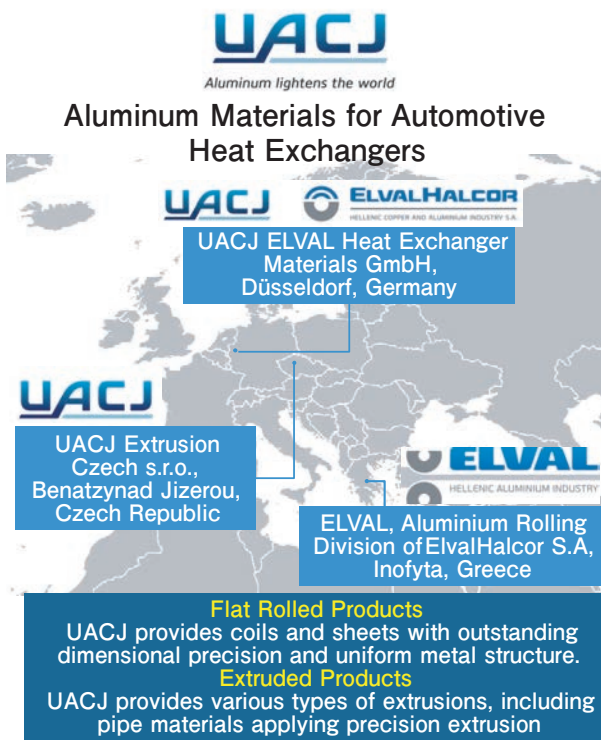 UACJ
Aluminum lightens the world
Aluminum Materials for Automotive
Heat Exchangers
UACJ
ELVALHALCOR
HELLENIC COPPER AND ALUMINIUM INDUSTRY S.A.
UACJ ELVAL Heat Exchanger
Materials GmbH,
Düsseldorf, Germany
UACJ
UACJ Extrusion
Czech s.r.o.,
Benatzynad Jizerou,
Czech Republic
ELVAL
HELLENIC ALUMINIUM INDUSTRY
ELVAL, Aluminium Rolling
Division of ElvalHalcor S.A,
Inofyta, Greece
Flat Rolled Products
UACJ provides coils and sheets with outstanding
dimensional precision and uniform metal structure.
Extruded Products
UACJ provides various types of extrusions, including
pipe materials applying precision extrusion